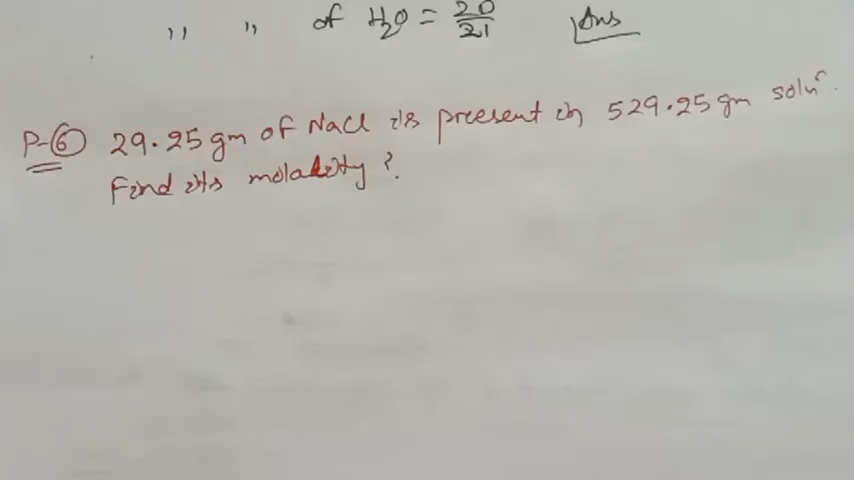 " " of H₂O = 20/21 Ans
P-6 29.25 gm of NaCl is present in 529.25 gm solnⁿ.
Find its molality?